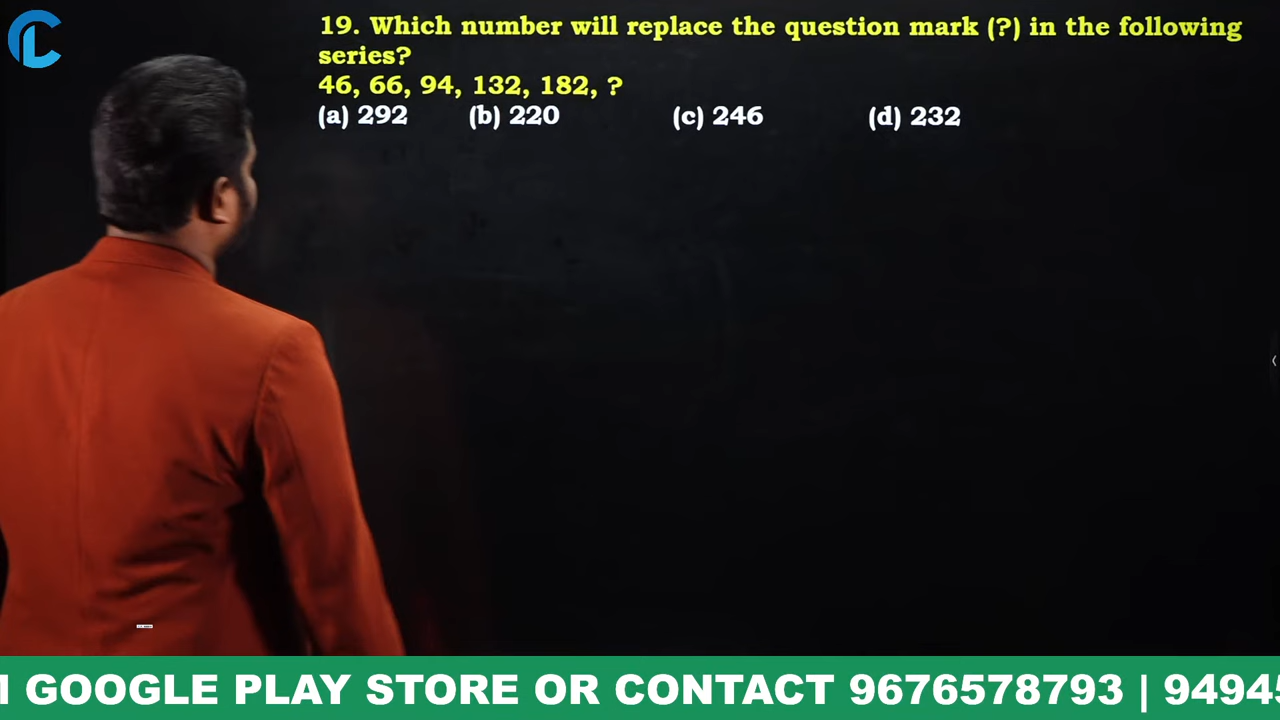 19. Which number will replace the question mark (?) in the following
series?
46, 66, 94, 132, 182, ?
(a) 292 (b) 220 (c) 246 (d) 232
GOOGLE PLAY STORE OR CONTACT 9676578793 | 9494